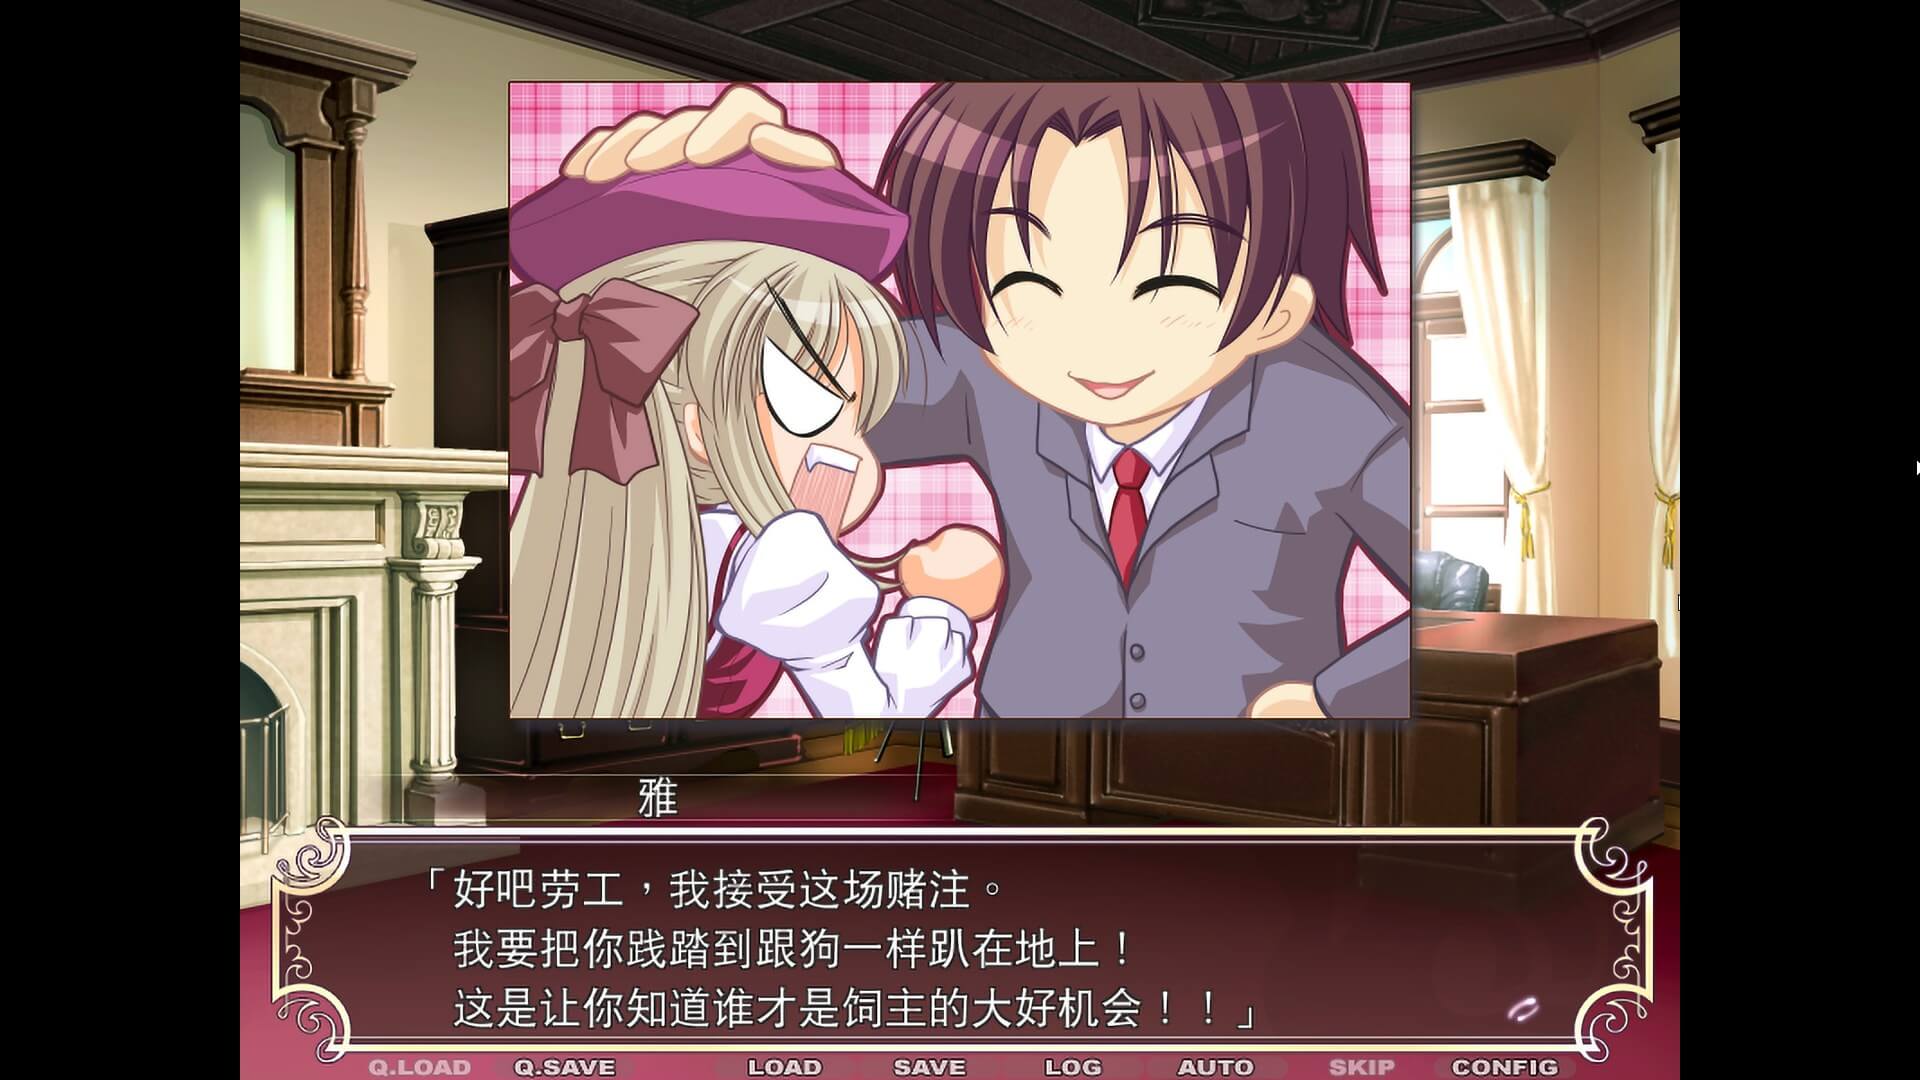 雅
「好吧劳工，我接受这场赌注。
我要把你践踏到跟狗一样趴在地上！
这是让你知道谁才是饲主的大好机会！！」
Q.LOAD Q.SAVE LOAD SAVE LOG AUTO SKIP CONFIG